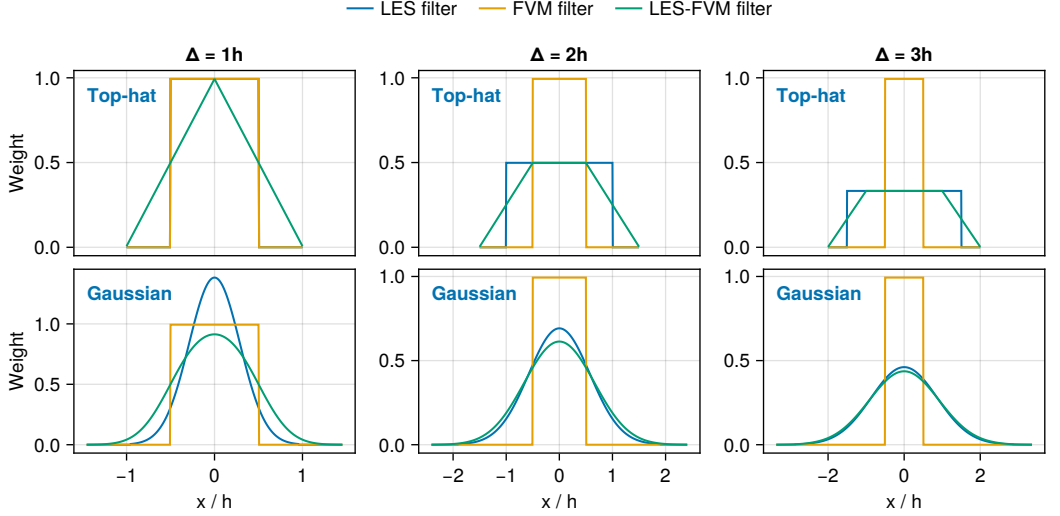 LES filter FVM filter LES-FVM filter
Δ = 1h Δ = 2h Δ = 3h
Weight
1.0
0.5
0.0
Top-hat
1.0
0.5
0.0
Top-hat
1.0
0.5
0.0
Top-hat
Weight
1.0
0.5
0.0
Gaussian
−1 0 1
x / h
1.0
0.5
0.0
Gaussian
−2 −1 0 1 2
x / h
1.0
0.5
0.0
Gaussian
−2 0 2
x / h